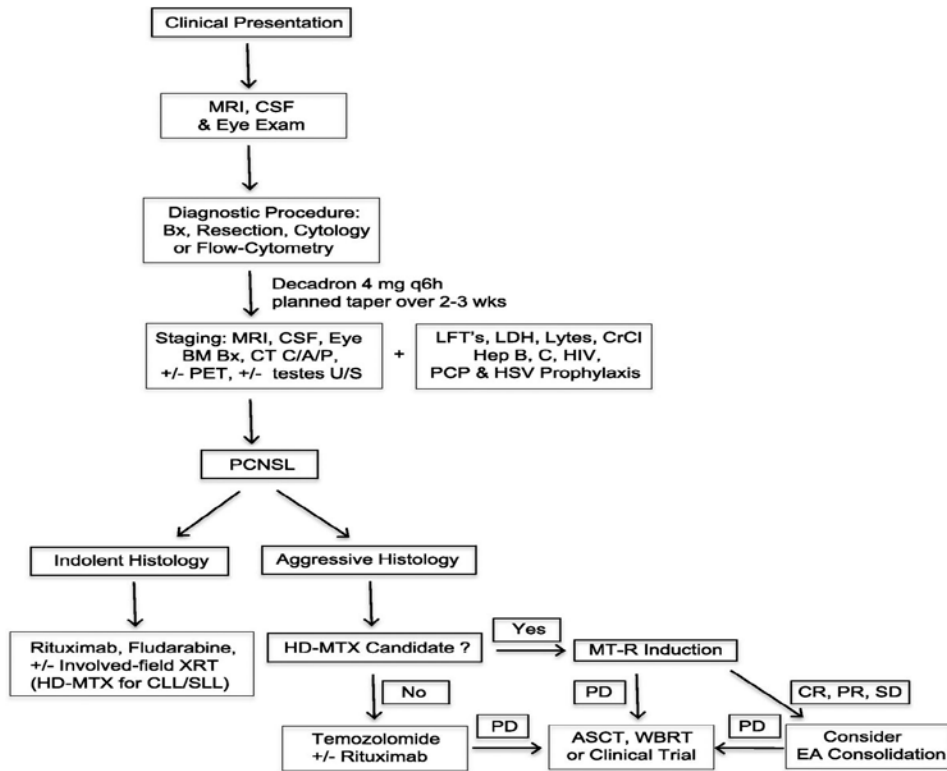 Clinical Presentation
MRI, CSF
& Eye Exam
Diagnostic Procedure:
Bx, Resection, Cytology
or Flow-Cytometry
Decadron 4 mg q6h
planned taper over 2-3 wks
Staging: MRI, CSF, Eye
BM Bx, CT C/A/P,
+/- PET, +/- testes U/S
+
LFT's, LDH, Lytes, CrCl
Hep B, C, HIV,
PCP & HSV Prophylaxis
PCNSL
Indolent Histology
Aggressive Histology
Rituximab, Fludarabine,
+/- Involved-field XRT
(HD-MTX for CLL/SLL)
HD-MTX Candidate ?
Yes
MT-R Induction
No
PD
CR, PR, SD
Temozolomide
+/- Rituximab
PD
ASCT, WBRT
or Clinical Trial
PD
Consider
EA Consolidation